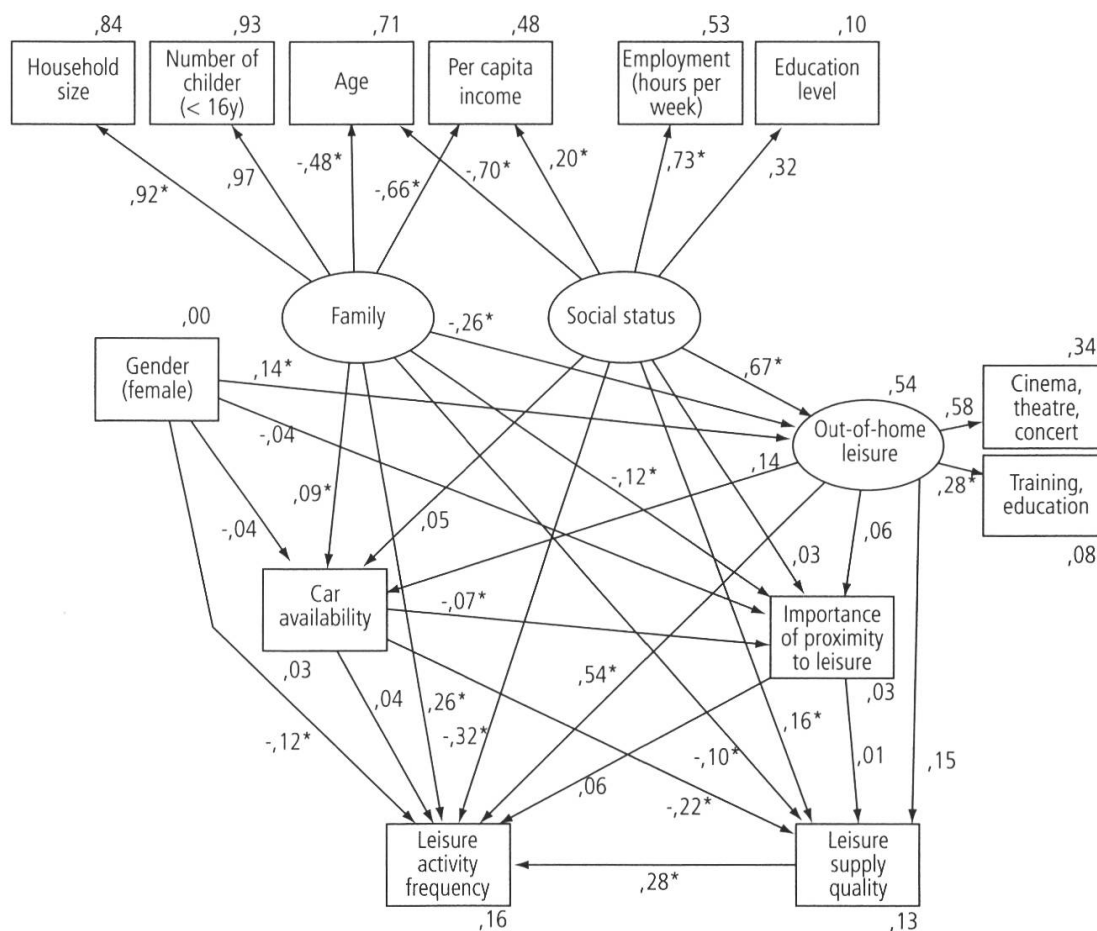 ,84
,93
,71
,48
,53
,10
Household
size
Number of
childer
(< 16y)
Age
Per capita
income
Employment
(hours per
week)
Education
level
,92*
,97
-,48*
-,66*
-,70*
,20*
,73*
,32
Family
Social status
,00
Gender
(female)
,14*
-,26*
,67*
,34
,54
Cinema,
theatre,
concert
,58
Out-of-home
leisure
-,04
,14
,28*
Training,
education
,08
-,12*
,09*
,05
-,04
,03
,06
Car
availability
-,07*
Importance
of proximity
to leisure
,03
,03
,54*
,04
,26*
-,32*
,16*
-,12*
-,10*
,01
,15
,06
-,22*
Leisure
activity
frequency
Leisure
supply
quality
,28*
,16
,13